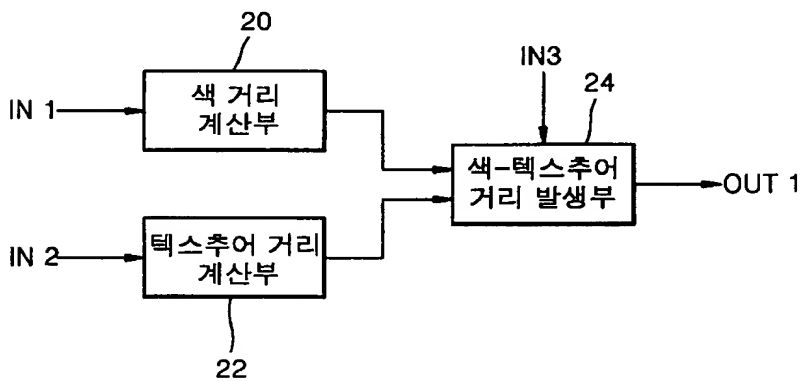 20
IN 1
색 거리
계산부
IN3
24
색-텍스추어
거리 발생부
OUT 1
IN 2
텍스추어 거리
계산부
22